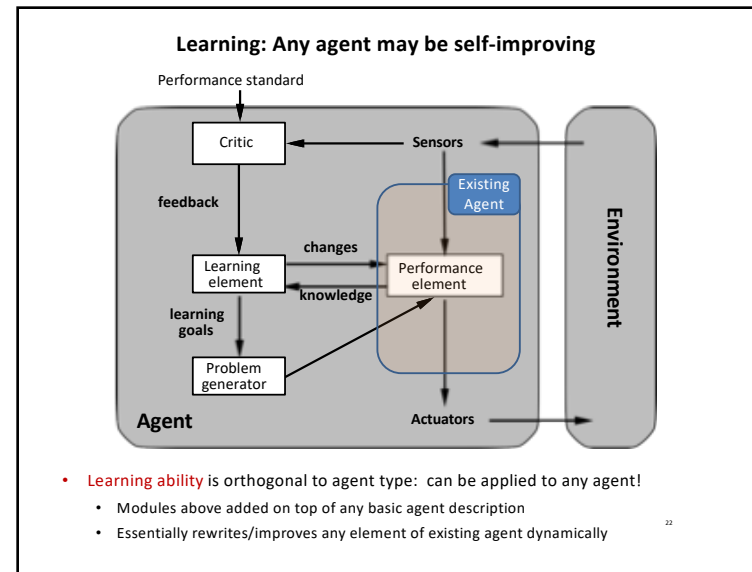 Learning: Any agent may be self-improving
Performance standard
Critic
Sensors
feedback
Existing
Agent
changes
Learning
element
Performance
element
knowledge
learning
goals
Problem
generator
Agent
Actuators
Environment
• Learning ability is orthogonal to agent type: can be applied to any agent!
• Modules above added on top of any basic agent description
• Essentially rewrites/improves any element of existing agent dynamically
22